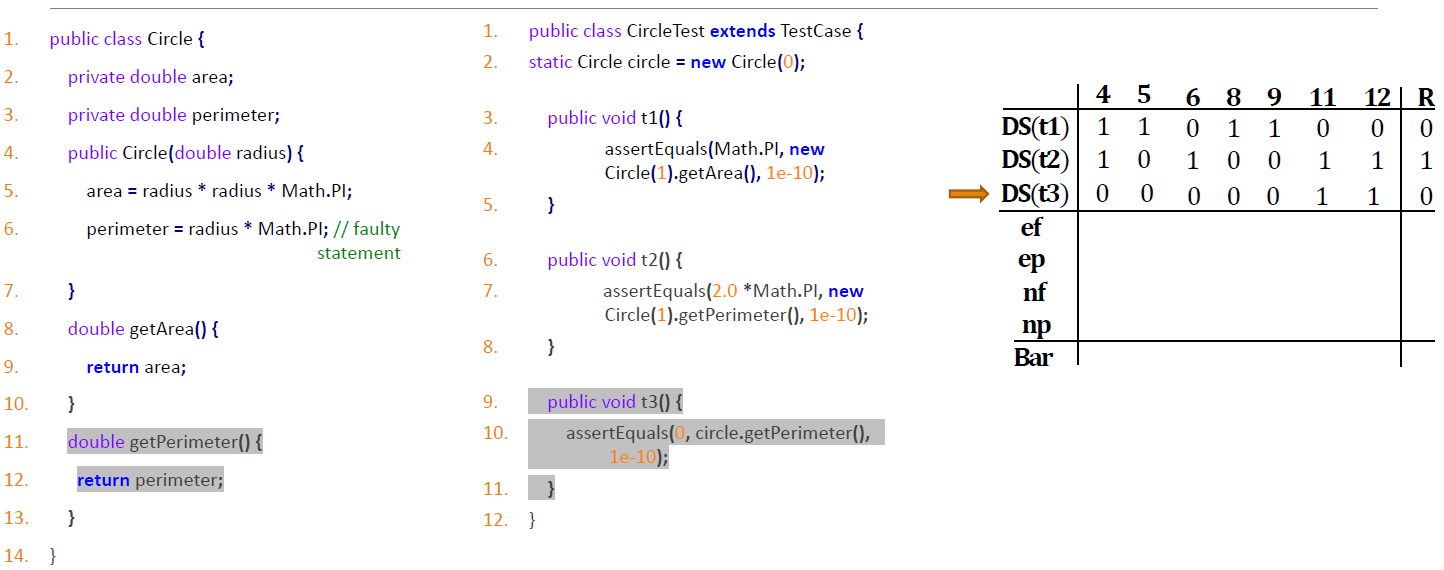 1. public class Circle {
2. private double area;
3. private double perimeter;
4. public Circle(double radius) {
5. area = radius * radius * Math.PI;
6. perimeter = radius * Math.PI; // faulty
statement
7. }
8. double getArea() {
9. return area;
10. }
11. double getPerimeter() {
12. return perimeter;
13. }
14. }
1. public class CircleTest extends TestCase {
2. static Circle circle = new Circle(0);
3. public void t1() {
4. assertEquals(Math.PI, new
Circle(1).getArea(), 1e-10);
5. }
6. public void t2() {
7. assertEquals(2.0 *Math.PI, new
Circle(1).getPerimeter(), 1e-10);
8. }
9. public void t3() {
10. assertEquals(0, circle.getPerimeter(),
1e-10);
11. }
12. }
4 5 6 8 9 11 12 R
DS(t1) 1 1 0 1 1 0 0 0
DS(t2) 1 0 1 0 0 1 1 1
DS(t3) 0 0 0 0 0 1 1 0
ef
ep
nf
np
Bar